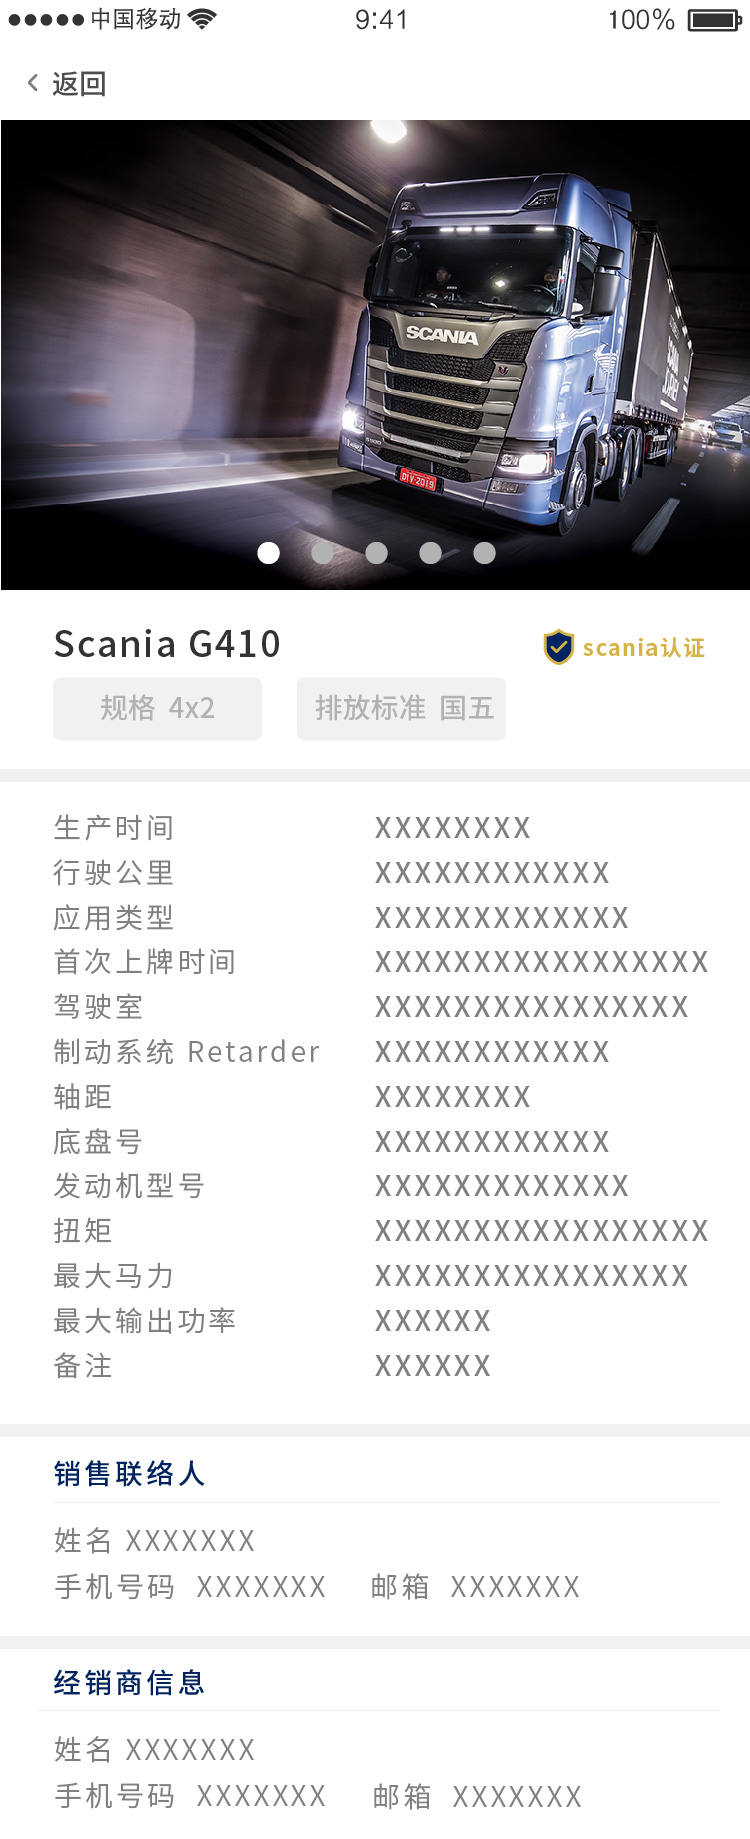 中国移动 9:41 100%
返回
SCANIA
S500
DIV-2019
Scania G410
scania认证
规格 4x2
排放标准 国五
生产时间 XXXXXXXX
行驶公里 XXXXXXXXXXXX
应用类型 XXXXXXXXXXXXX
首次上牌时间 XXXXXXXXXXXXXXXXX
驾驶室 XXXXXXXXXXXXXXXX
制动系统 Retarder XXXXXXXXXXXX
轴距 XXXXXXXX
底盘号 XXXXXXXXXXXX
发动机型号 XXXXXXXXXXXXX
扭矩 XXXXXXXXXXXXXXXXX
最大马力 XXXXXXXXXXXXXXXX
最大输出功率 XXXXXX
备注 XXXXXX
销售联络人
姓名 XXXXXXX
手机号码 XXXXXXX 邮箱 XXXXXXX
经销商信息
姓名 XXXXXXX
手机号码 XXXXXXX 邮箱 XXXXXXX